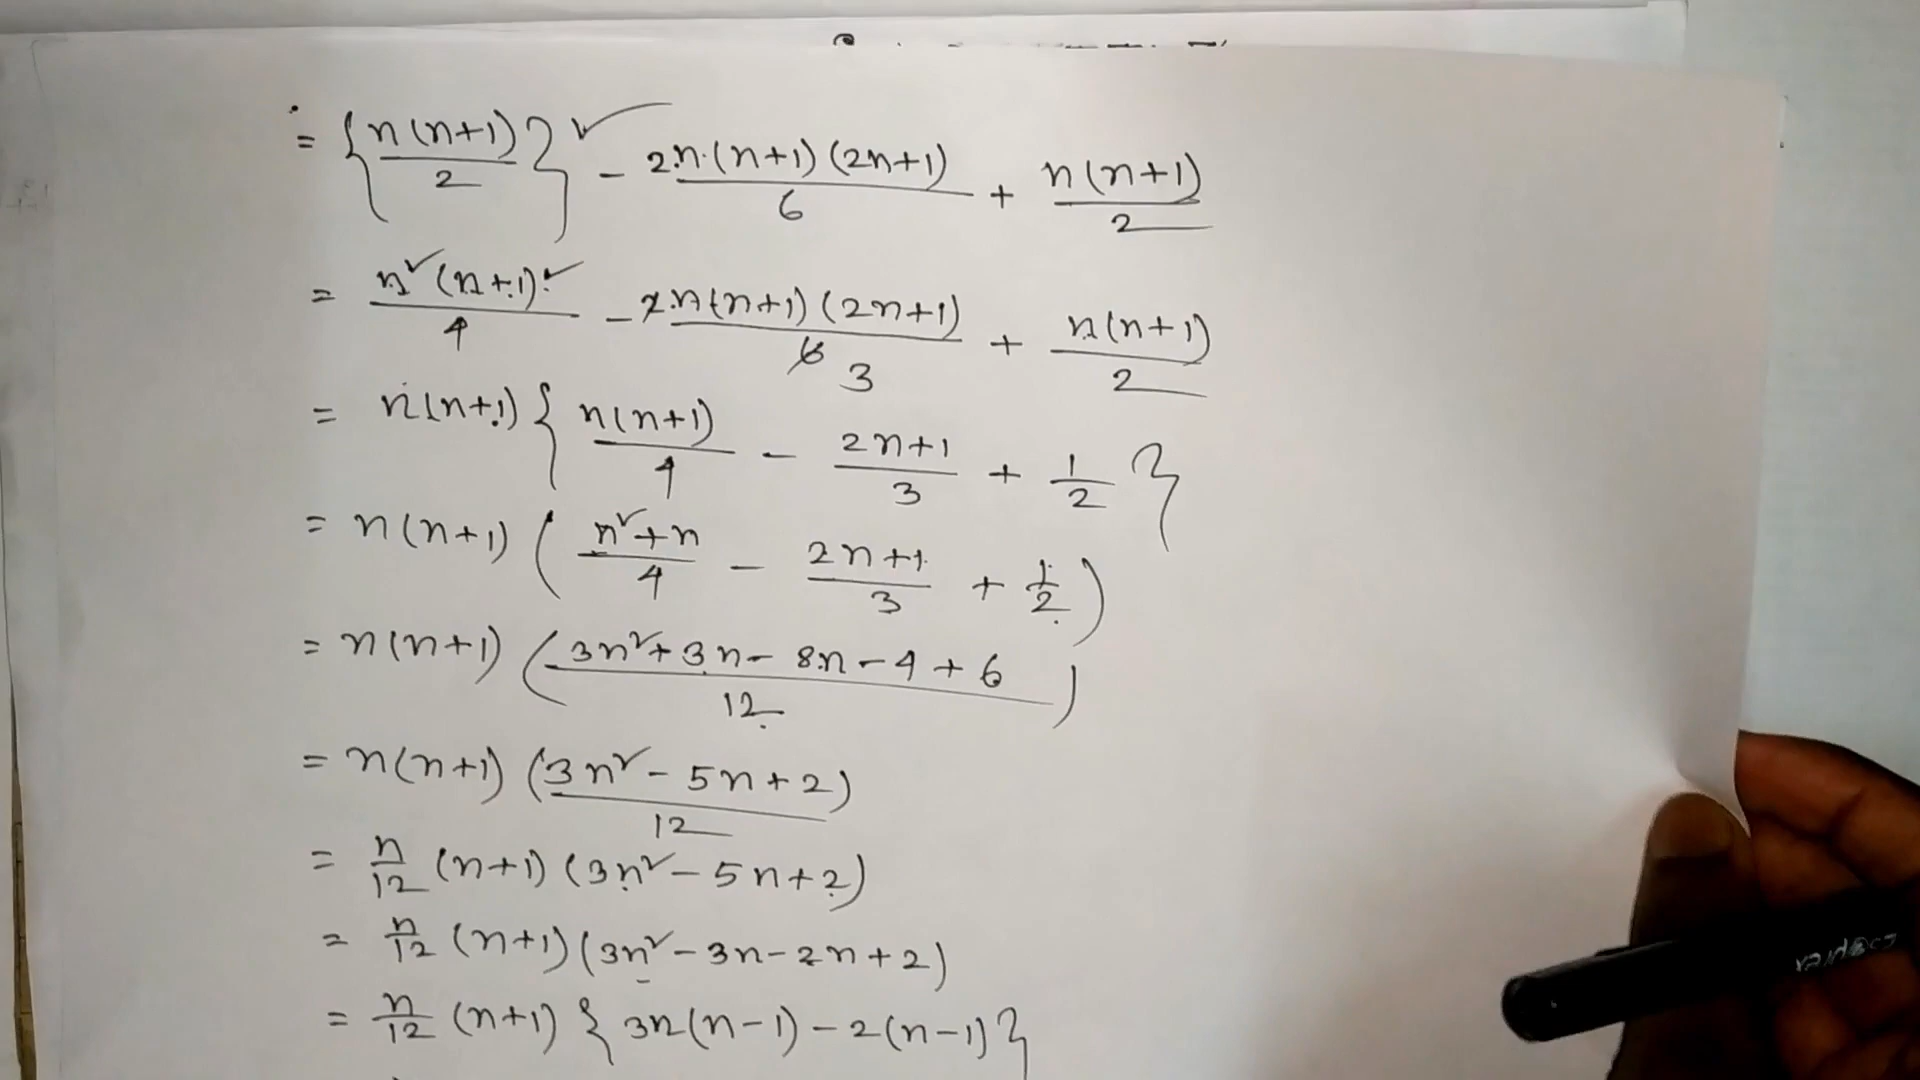 = {n(n+1)/2}² - 2n(n+1)(2n+1)/6 + n(n+1)/2
= n²(n+1)²/4 - 2n(n+1)(2n+1)/6 3 + n(n+1)/2
= n(n+1) { n(n+1)/4 - 2n+1/3 + 1/2 }
= n(n+1) ( n²+n/4 - 2n+1/3 + 1/2 )
= n(n+1) ( 3n²+3n-8n-4+6/12 )
= n(n+1) (3n²-5n+2)/12
= n/12 (n+1) (3n²-5n+2)
= n/12 (n+1) (3n²-3n-2n+2)
= n/12 (n+1) { 3n(n-1) - 2(n-1) }